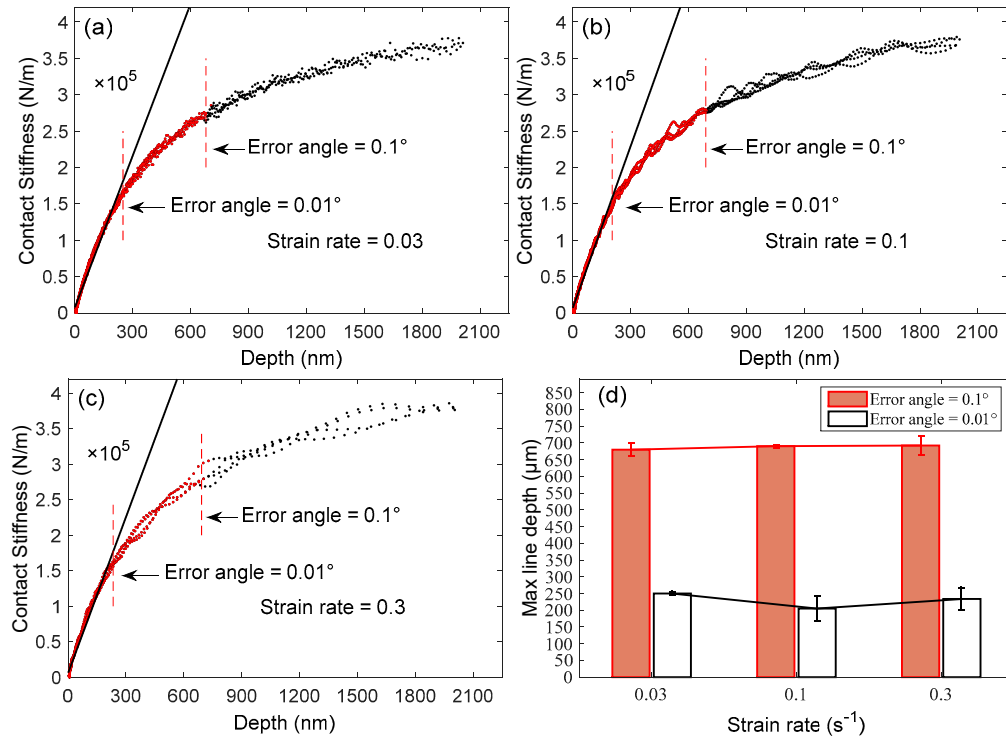 (a)
×10⁵
Contact Stiffness (N/m)
4
3.5
3
2.5
2
1.5
1
0.5
0
Error angle = 0.1°
Error angle = 0.01°
Strain rate = 0.03
0 300 600 900 1200 1500 1800 2100
Depth (nm)
(b)
×10⁵
Contact Stiffness (N/m)
4
3.5
3
2.5
2
1.5
1
0.5
0
Error angle = 0.1°
Error angle = 0.01°
Strain rate = 0.1
0 300 600 900 1200 1500 1800 2100
Depth (nm)
(c)
×10⁵
Contact Stiffness (N/m)
4
3.5
3
2.5
2
1.5
1
0.5
0
Error angle = 0.1°
Error angle = 0.01°
Strain rate = 0.3
0 300 600 900 1200 1500 1800 2100
Depth (nm)
(d)
Error angle = 0.1°
Error angle = 0.01°
Max line depth (μm)
850
800
750
700
650
600
550
500
450
400
350
300
250
200
150
100
50
0
0.03 0.1 0.3
Strain rate (s⁻¹)